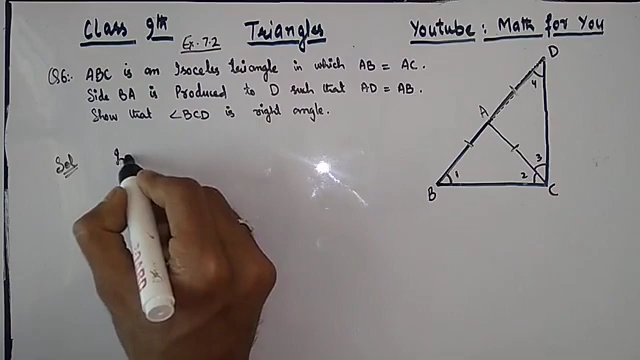 Class 9th Triangles Youtube: Math for You
Ex. 7.2
Q6:- ABC is an Isoceles triangle in which AB = AC.
Side BA is Produced to D such that AD = AB.
Show that ∠BCD is right angle.
Sol
D
4
A
3
1
2
B
C